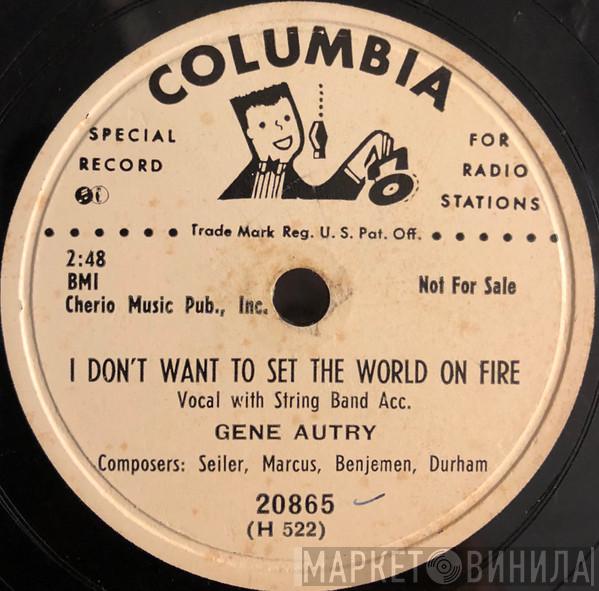 COLUMBIA
SPECIAL
RECORD
FOR
RADIO
STATIONS
Trade Mark Reg. U. S. Pat. Off.
2:48
BMI
Cherio Music Pub., Inc.
Not For Sale
I DON'T WANT TO SET THE WORLD ON FIRE
Vocal with String Band Acc.
GENE AUTRY
Composers: Seiler, Marcus, Benjemen, Durham
20865
(H 522)
МАРКЕТ ВИНИЛА